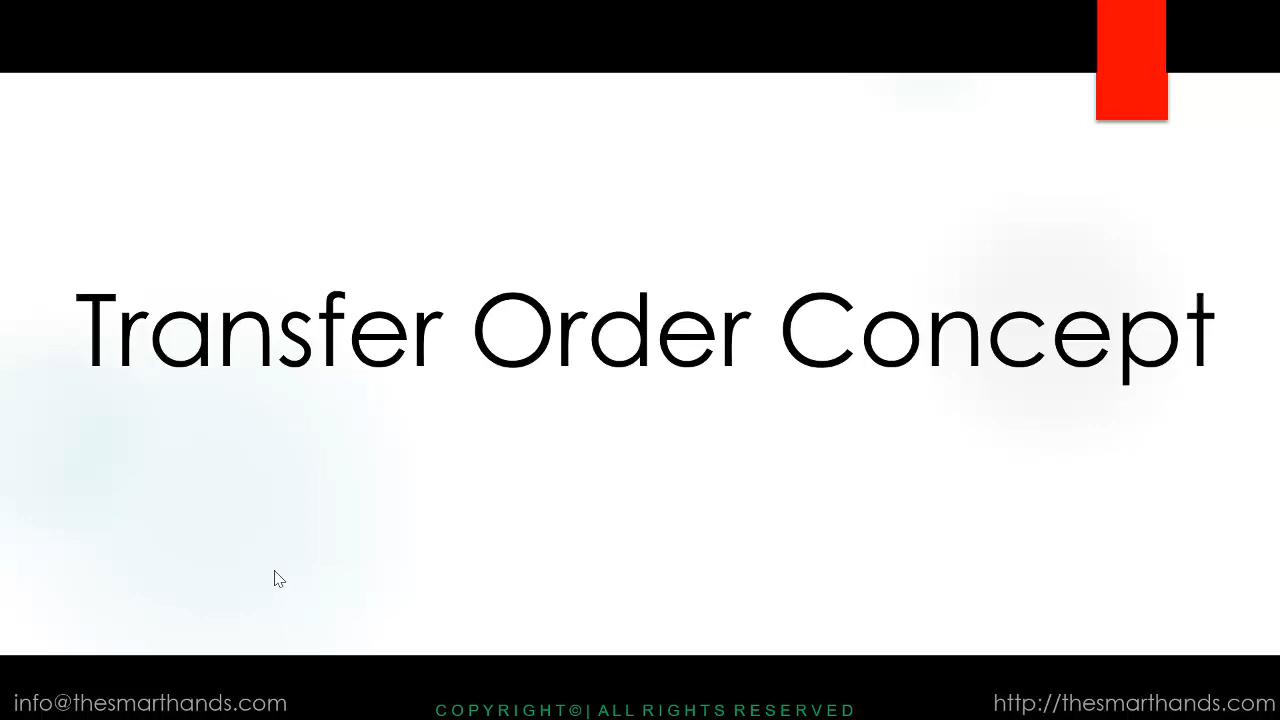 Transfer Order Concept
info@thesmarthands.com
COPYRIGHT©| ALL RIGHTS RESERVED
http://thesmarthands.com